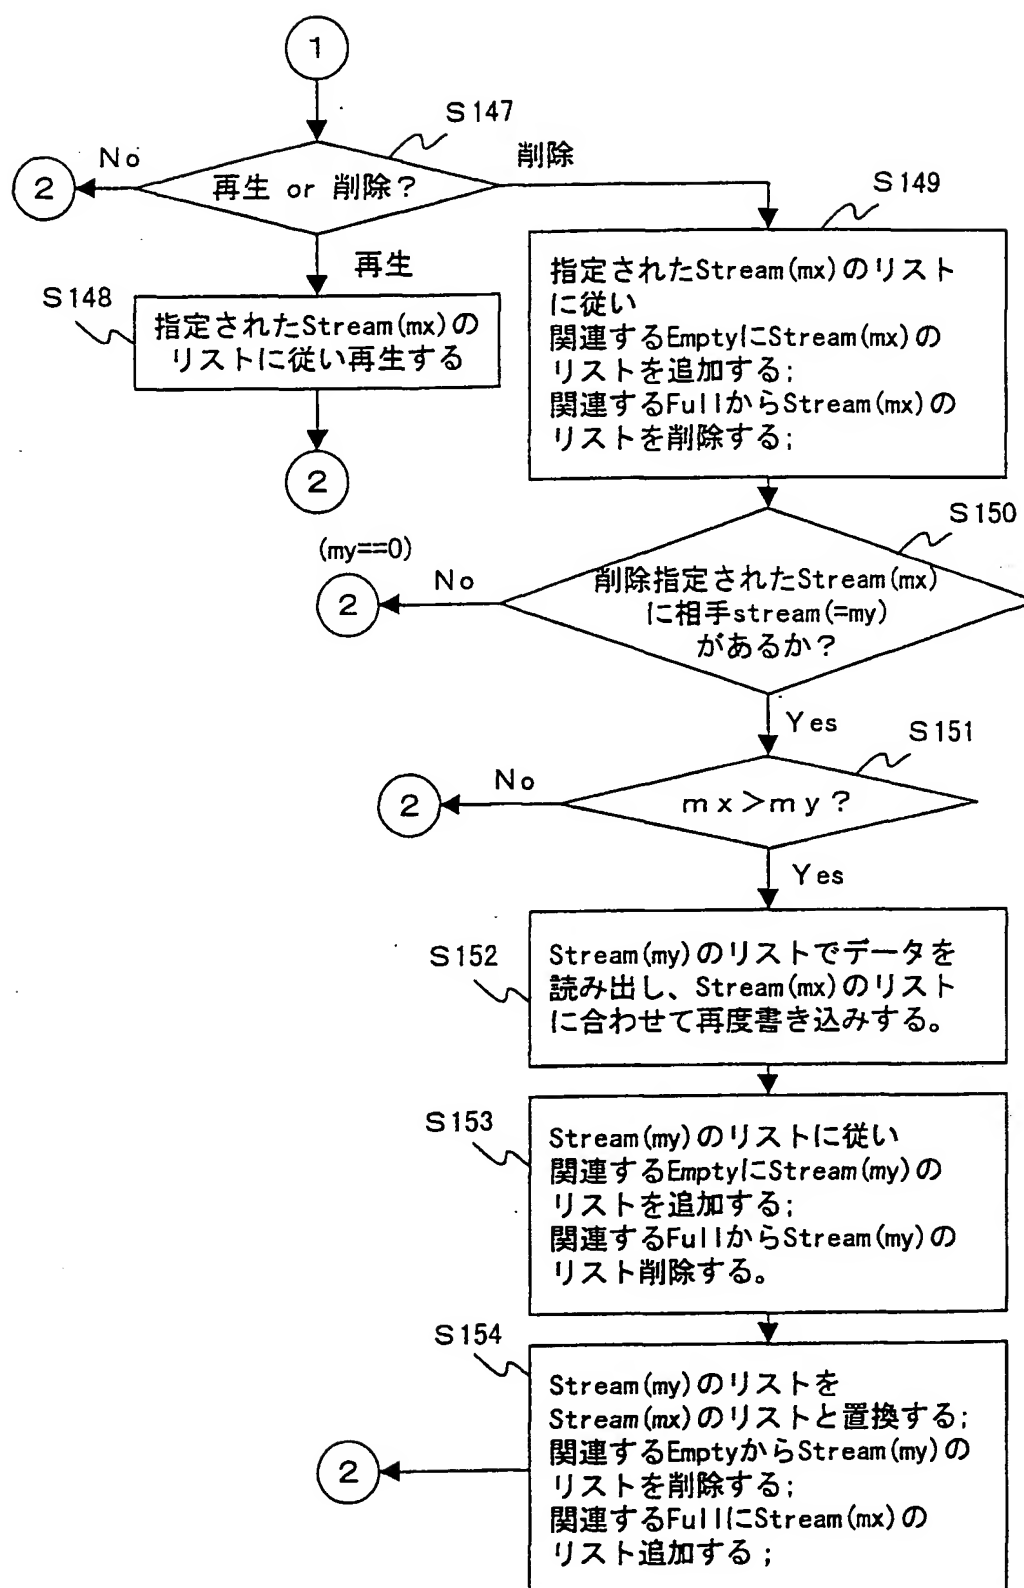 1
S147
No
削除
2
再生 or 削除?
S149
再生
S148
指定されたStream(mx)の
リストに従い再生する
2
指定されたStream(mx)のリスト
に従い
関連するEmptyにStream(mx)の
リストを追加する;
関連するFullからStream(mx)の
リストを削除する;
S150
(my==0)
No
2
削除指定されたStream(mx)
に相手stream(=my)
があるか?
Yes
S151
No
2
mx>my?
Yes
S152
Stream(my)のリストでデータを
読み出し、Stream(mx)のリスト
に合わせて再度書き込みする。
S153
Stream(my)のリストに従い
関連するEmptyにStream(my)の
リストを追加する;
関連するFullからStream(my)の
リスト削除する。
S154
Stream(my)のリストを
Stream(mx)のリストと置換する;
関連するEmptyからStream(my)の
リストを削除する;
関連するFullにStream(mx)の
リスト追加する;
2